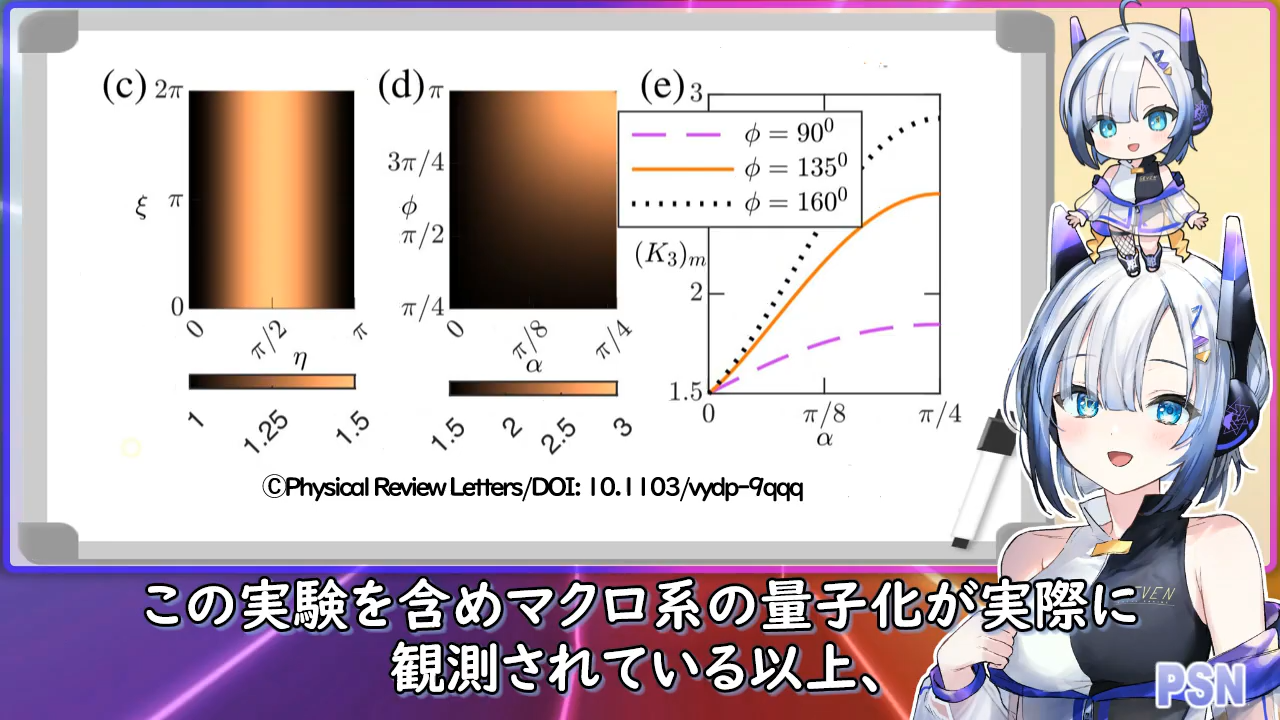 (c)
2π
ξ
π
0
0
π/2
π
η
1
1.25
1.5
(d)
π
3π/4
φ
π/2
π/4
0
π/8
π/4
α
1.5
2
2.5
3
(e)
3
ϕ = 90⁰
ϕ = 135⁰
ϕ = 160⁰
(K₃)ₘ
2
1.5
0
π/8
π/4
α
ⒸPhysical Review Letters/DOI: 10.1103/vydp-9qqq
この実験を含めマクロ系の量子化が実際に
観測されている以上、
PSN